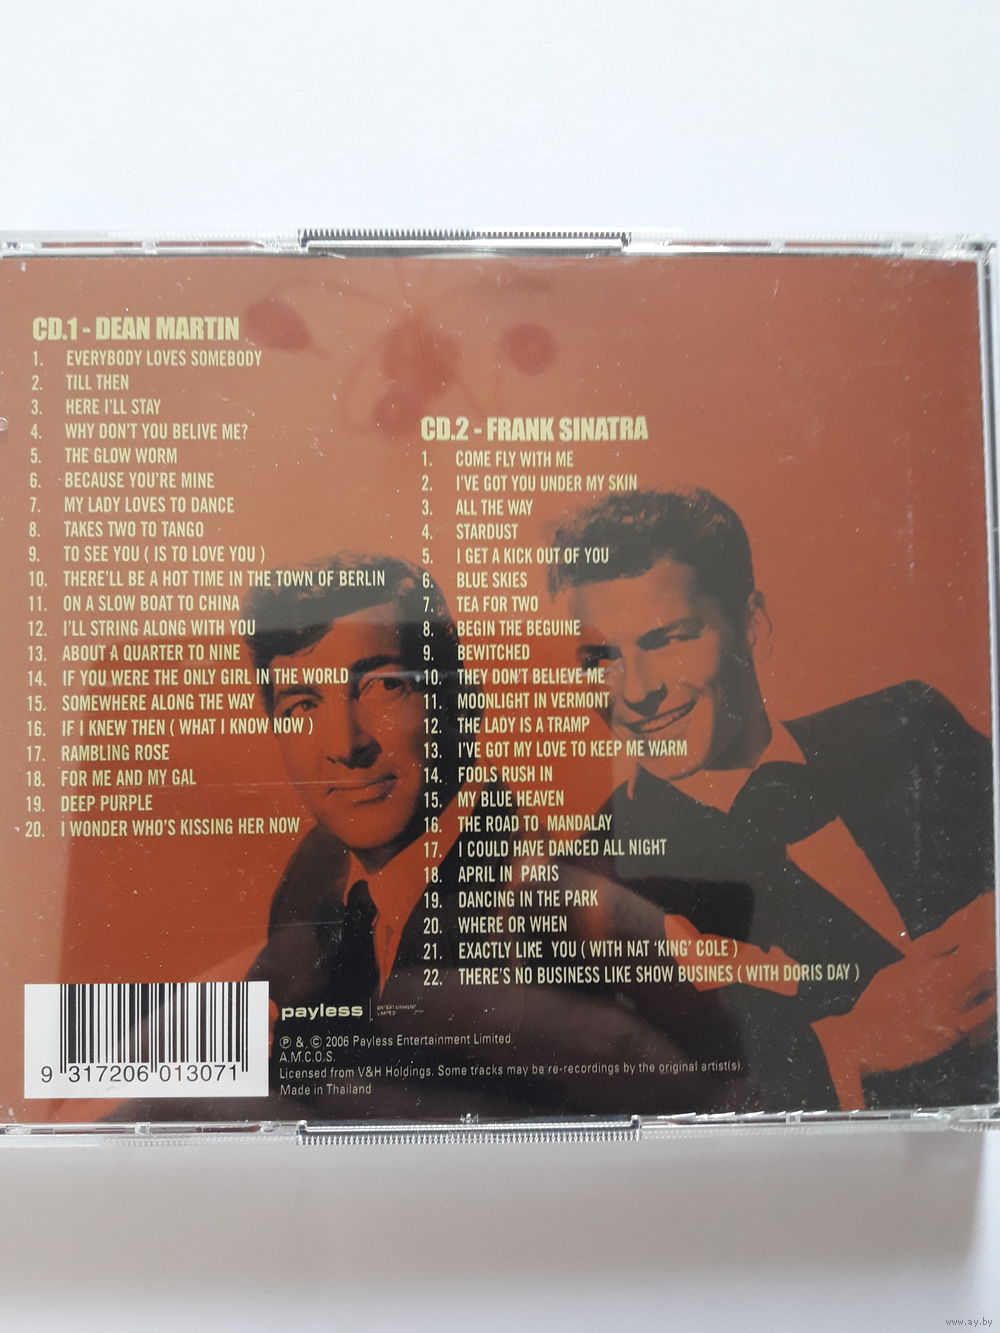 CD.1 - DEAN MARTIN
1. EVERYBODY LOVES SOMEBODY
2. TILL THEN
3. HERE I'LL STAY
4. WHY DON'T YOU BELIVE ME?
5. THE GLOW WORM
6. BECAUSE YOU'RE MINE
7. MY LADY LOVES TO DANCE
8. TAKES TWO TO TANGO
9. TO SEE YOU ( IS TO LOVE YOU )
10. THERE'LL BE A HOT TIME IN THE TOWN OF BERLIN
11. ON A SLOW BOAT TO CHINA
12. I'LL STRING ALONG WITH YOU
13. ABOUT A QUARTER TO NINE
14. IF YOU WERE THE ONLY GIRL IN THE WORLD
15. SOMEWHERE ALONG THE WAY
16. IF I KNEW THEN ( WHAT I KNOW NOW )
17. RAMBLING ROSE
18. FOR ME AND MY GAL
19. DEEP PURPLE
20. I WONDER WHO'S KISSING HER NOW
CD.2 - FRANK SINATRA
1. COME FLY WITH ME
2. I'VE GOT YOU UNDER MY SKIN
3. ALL THE WAY
4. STARDUST
5. I GET A KICK OUT OF YOU
6. BLUE SKIES
7. TEA FOR TWO
8. BEGIN THE BEGUINE
9. BEWITCHED
10. THEY DON'T BELIEVE ME
11. MOONLIGHT IN VERMONT
12. THE LADY IS A TRAMP
13. I'VE GOT MY LOVE TO KEEP ME WARM
14. FOOLS RUSH IN
15. MY BLUE HEAVEN
16. THE ROAD TO MANDALAY
17. I COULD HAVE DANCED ALL NIGHT
18. APRIL IN PARIS
19. DANCING IN THE PARK
20. WHERE OR WHEN
21. EXACTLY LIKE YOU ( WITH NAT 'KING' COLE )
22. THERE'S NO BUSINESS LIKE SHOW BUSINES ( WITH DORIS DAY )
9 317206 013071
payless ENTERTAINMENT
LIMITED
℗ & © 2006 Payless Entertainment Limited
A.M.C.O.S.
Licensed from V&H Holdings. Some tracks may be re-recordings by the original artist(s).
Made in Thailand
www.ay.by